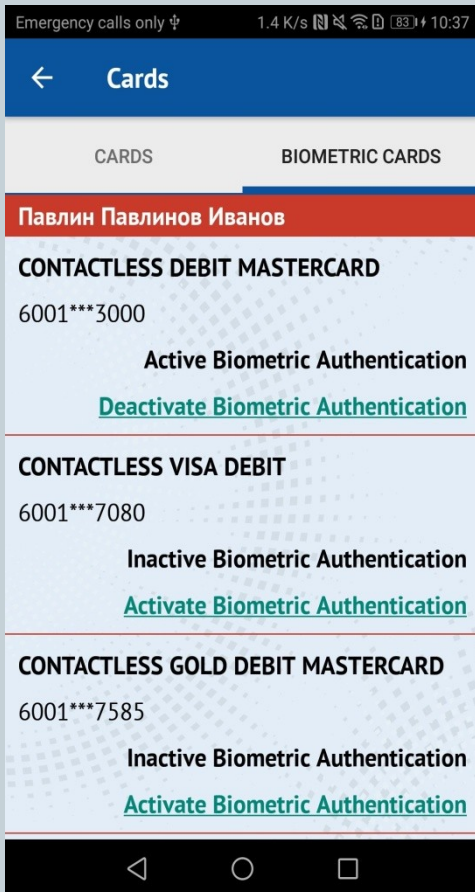 Emergency calls only 1.4 K/s 83 10:37
Cards
CARDS BIOMETRIC CARDS
Павлин Павлинов Иванов
CONTACTLESS DEBIT MASTERCARD
6001***3000
Active Biometric Authentication
Deactivate Biometric Authentication
CONTACTLESS VISA DEBIT
6001***7080
Inactive Biometric Authentication
Activate Biometric Authentication
CONTACTLESS GOLD DEBIT MASTERCARD
6001***7585
Inactive Biometric Authentication
Activate Biometric Authentication